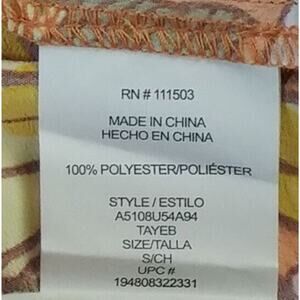 RN # 111503
MADE IN CHINA
HECHO EN CHINA
100% POLYESTER/POLIÉSTER
STYLE / ESTILO
A5108U54A94
TAYEB
SIZE/TALLA
S/CH
UPC #
194808322331